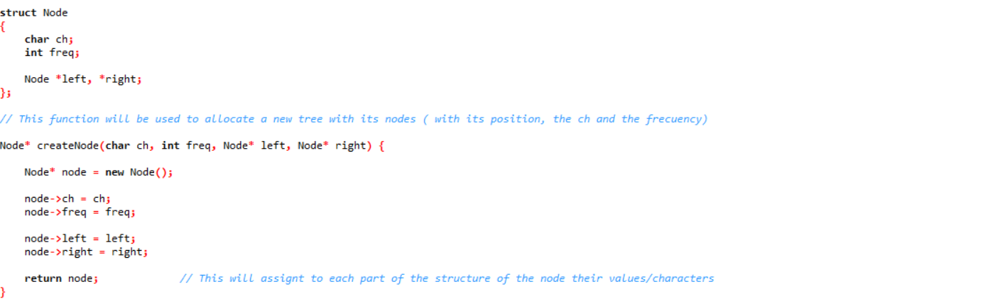 struct Node
{
    char ch;
    int freq;
    Node *left, *right;
};
// This function will be used to allocate a new tree with its nodes ( with its position, the ch and the frecuency)
Node* createNode(char ch, int freq, Node* left, Node* right) {
    Node* node = new Node();
    node->ch = ch;
    node->freq = freq;
    node->left = left;
    node->right = right;
    return node;             // This will assignt to each part of the structure of the node their values/characters
}